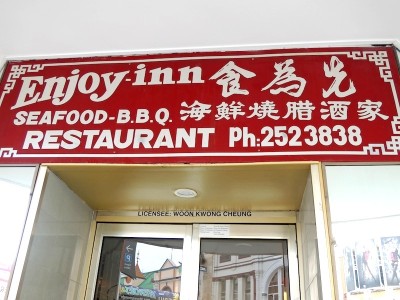 Enjoy-inn 食為先
SEAFOOD-B.B.Q. 海鮮燒腊酒家
RESTAURANT Ph:2523838
LICENSEE: WOON KWONG CHEUNG